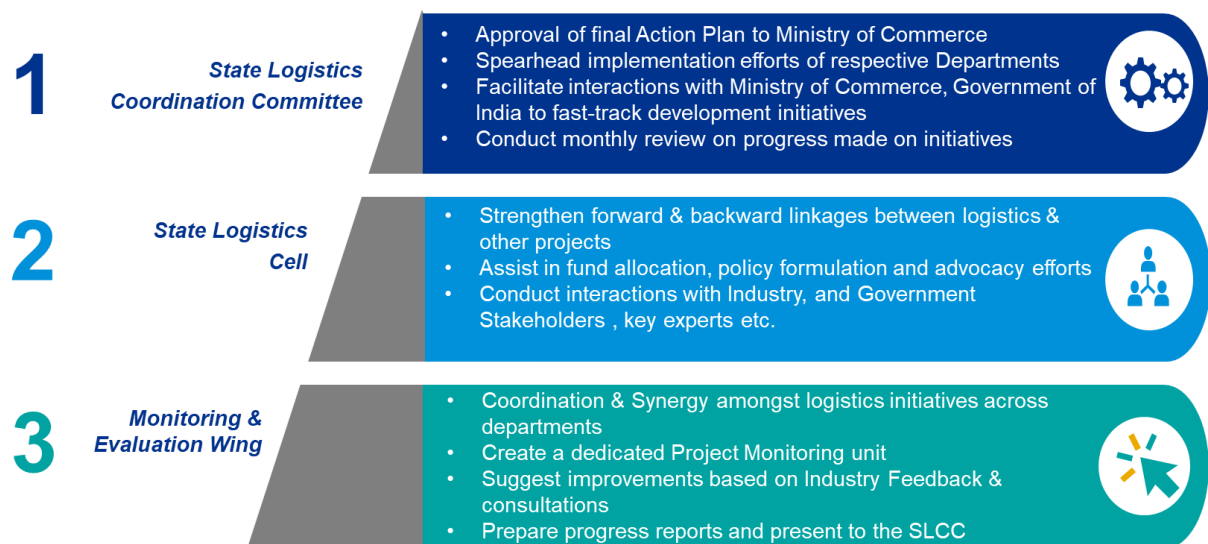 1
State Logistics
Coordination Committee
• Approval of final Action Plan to Ministry of Commerce
• Spearhead implementation efforts of respective Departments
• Facilitate interactions with Ministry of Commerce, Government of
India to fast-track development initiatives
• Conduct monthly review on progress made on initiatives
2
State Logistics
Cell
• Strengthen forward & backward linkages between logistics &
other projects
• Assist in fund allocation, policy formulation and advocacy efforts
• Conduct interactions with Industry, and Government
Stakeholders , key experts etc.
3
Monitoring &
Evaluation Wing
• Coordination & Synergy amongst logistics initiatives across
departments
• Create a dedicated Project Monitoring unit
• Suggest improvements based on Industry Feedback &
consultations
• Prepare progress reports and present to the SLCC